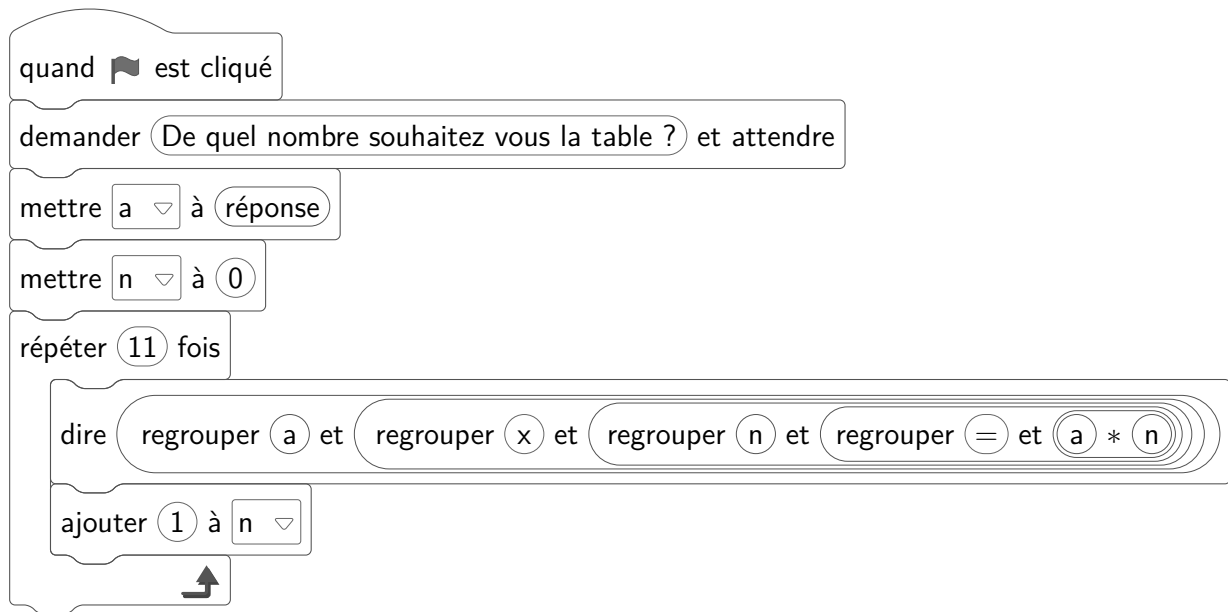 quand est cliqué
demander De quel nombre souhaitez vous la table ? et attendre
mettre a à réponse
mettre n à 0
répéter 11 fois
dire regrouper a et regrouper x et regrouper n et regrouper = et a * n
ajouter 1 à n